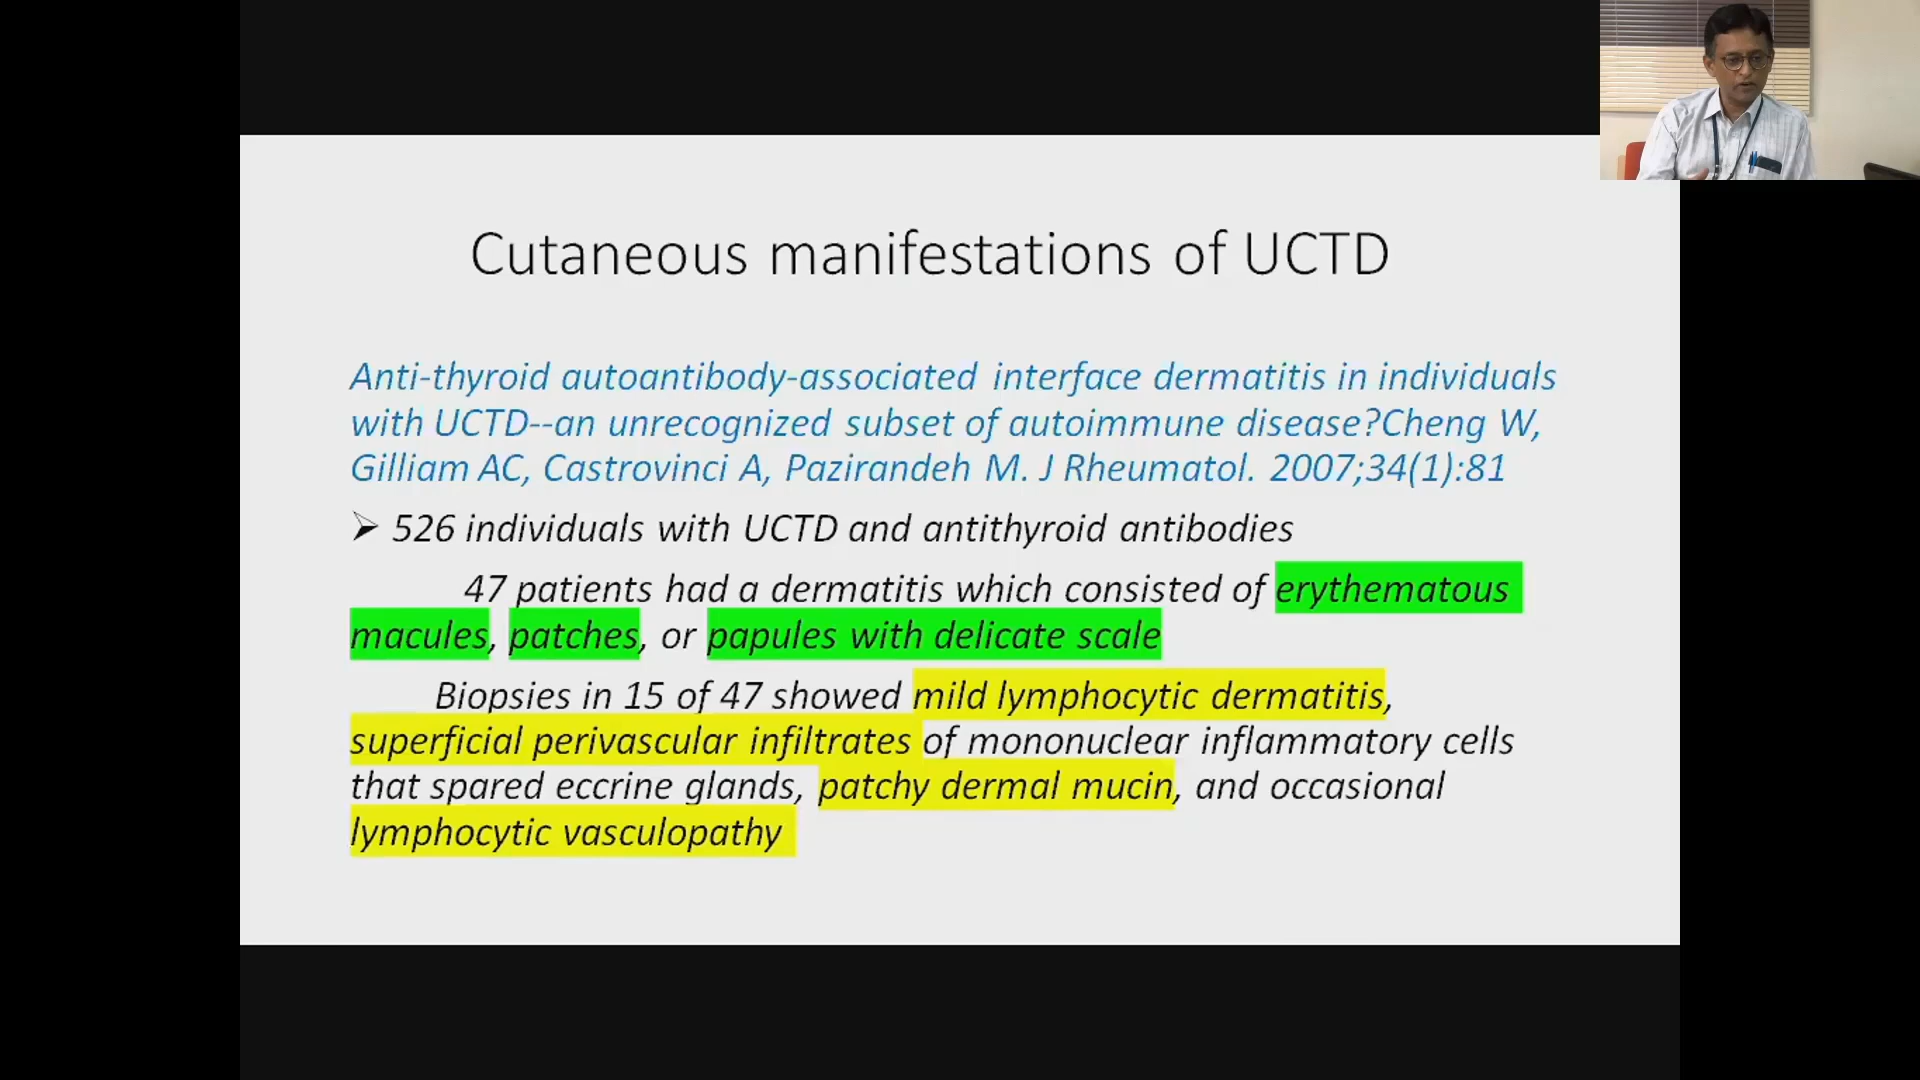 Cutaneous manifestations of UCTD
Anti-thyroid autoantibody-associated interface dermatitis in individuals
with UCTD--an unrecognized subset of autoimmune disease?Cheng W,
Gilliam AC, Castrovinci A, Pazirandeh M. J Rheumatol. 2007;34(1):81
➢ 526 individuals with UCTD and antithyroid antibodies
47 patients had a dermatitis which consisted of erythematous
macules, patches, or papules with delicate scale
Biopsies in 15 of 47 showed mild lymphocytic dermatitis,
superficial perivascular infiltrates of mononuclear inflammatory cells
that spared eccrine glands, patchy dermal mucin, and occasional
lymphocytic vasculopathy